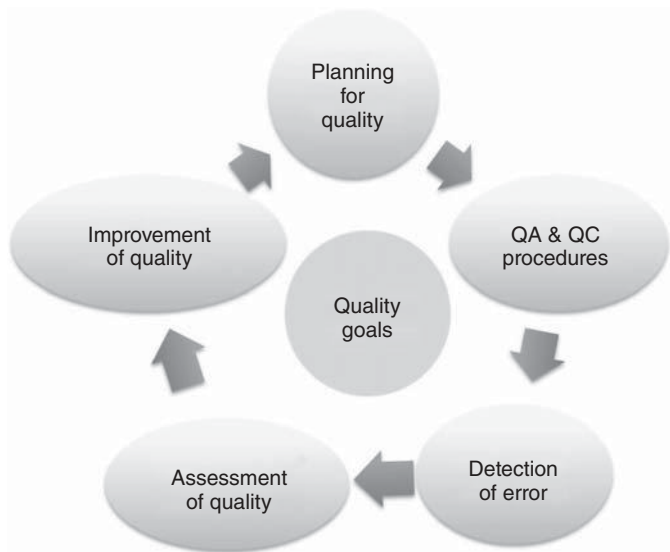 Planning
for
quality
QA & QC
procedures
Detection
of error
Assessment
of quality
Improvement
of quality
Quality
goals